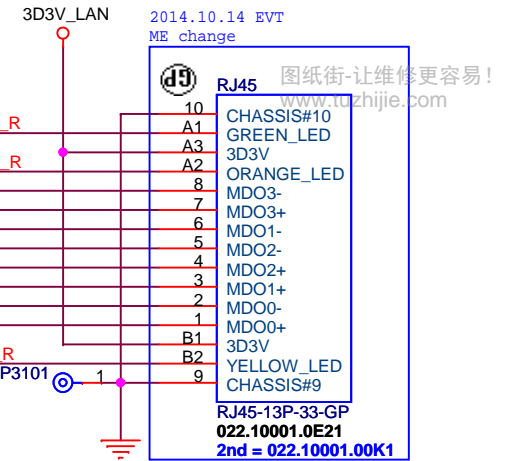 3D3V_LAN
2014.10.14 EVT
ME change
gp
RJ45
图纸街-让维修更容易！
www.tuzhijie.com
10 CHASSIS#10
_R A1 GREEN_LED
A3 3D3V
_R A2 ORANGE_LED
8 MDO3-
7 MDO3+
6 MDO1-
5 MDO2-
4 MDO2+
3 MDO1+
2 MDO0-
1 MDO0+
B1 3D3V
R B2 YELLOW_LED
P3101 1 9 CHASSIS#9
RJ45-13P-33-GP
022.10001.0E21
2nd = 022.10001.00K1